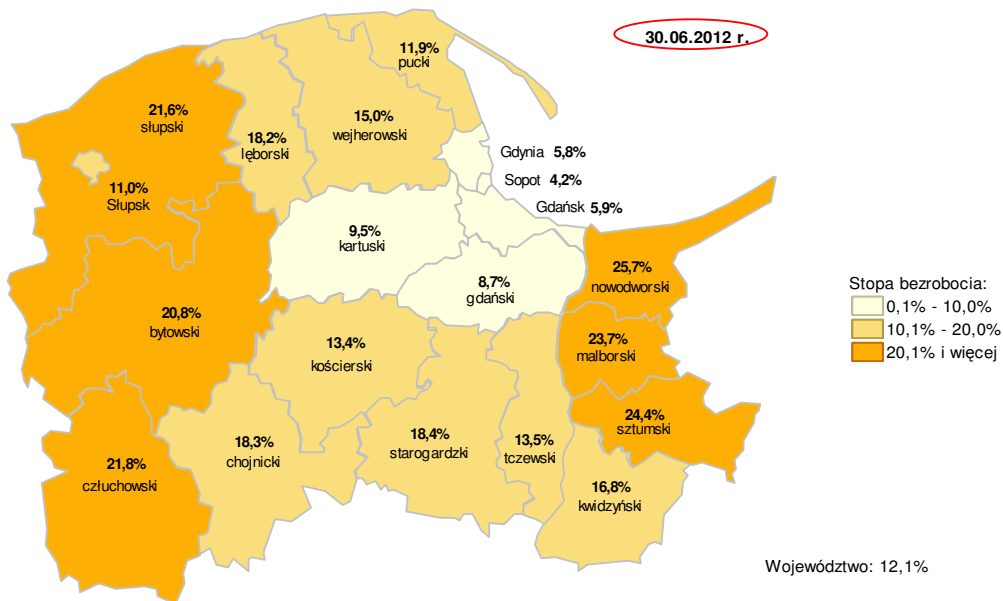 30.06.2012 r.
11,9%
pucki
21,6%
słupski
15,0%
wejherowski
18,2%
lęborski
Gdynia 5,8%
Sopot 4,2%
11,0%
Słupsk
Gdańsk 5,9%
9,5%
kartuski
25,7%
nowodworski
8,7%
gdański
20,8%
bytowski
13,4%
kościerski
23,7%
malborski
Stopa bezrobocia:
0,1% - 10,0%
10,1% - 20,0%
20,1% i więcej
24,4%
sztumski
18,3%
chojnicki
18,4%
starogardzki
13,5%
tczewski
21,8%
człuchowski
16,8%
kwidzyński
Województwo: 12,1%